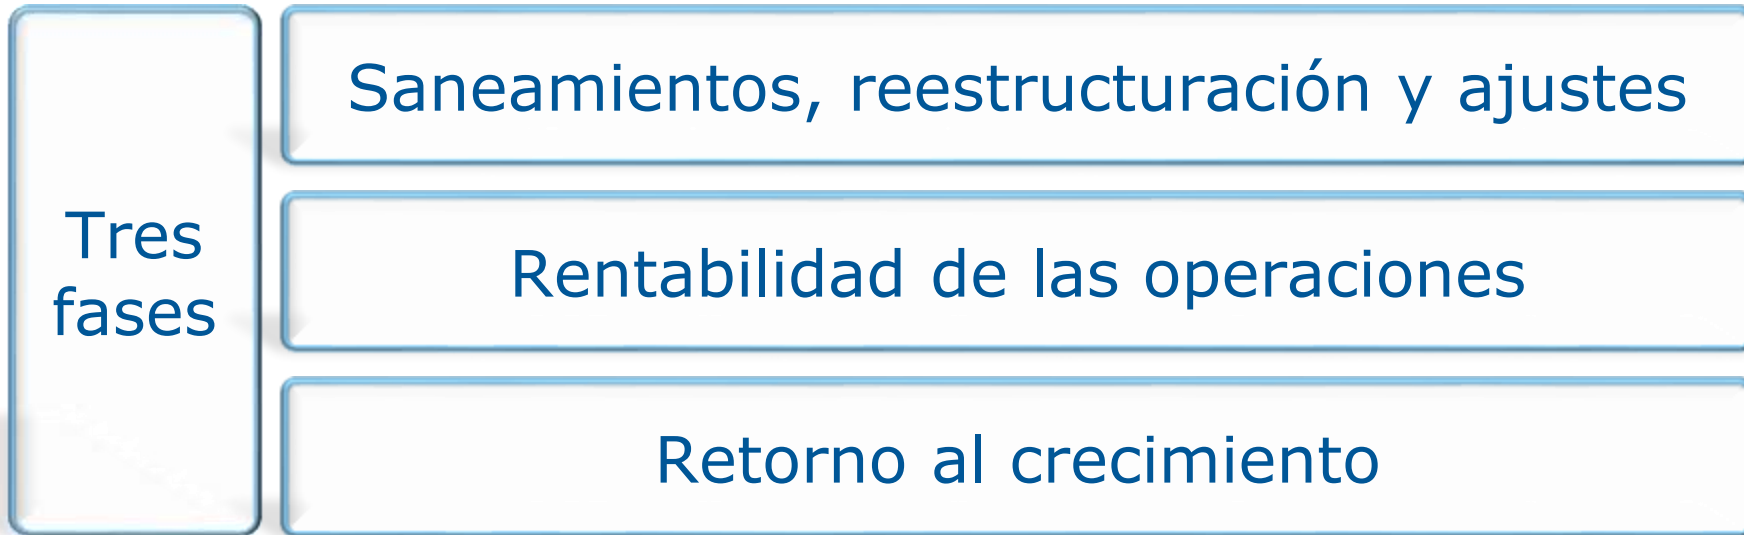 Tres
fases
Saneamientos, reestructuración y ajustes
Rentabilidad de las operaciones
Retorno al crecimiento